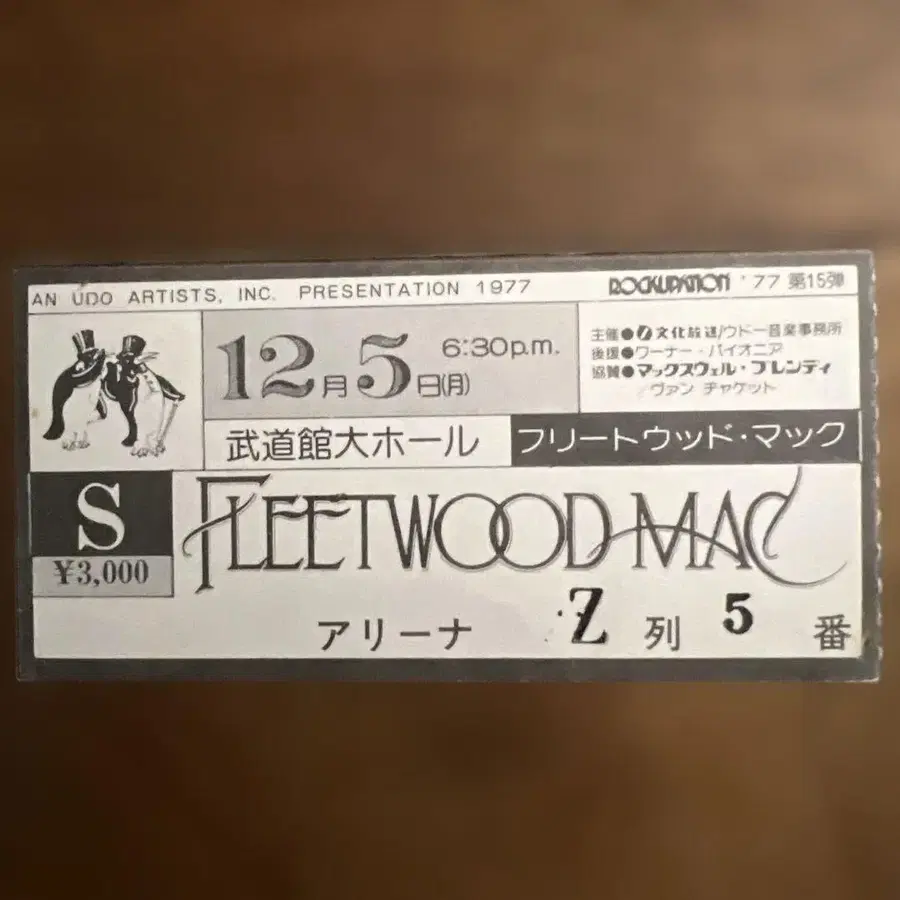 AN UDO ARTISTS, INC. PRESENTATION 1977
ROCKUPATION '77 第15弾
12月5日(月) 6:30p.m.
主催●文化放送/ウドー音楽事務所
後援●ワーナー・パイオニア
協賛●マックスウェル・ブレンディ
ヴァン チャケット
武道館大ホール
フリートウッド・マック
S
¥3,000
FLEETWOOD MAC
アリーナ Z列 5番